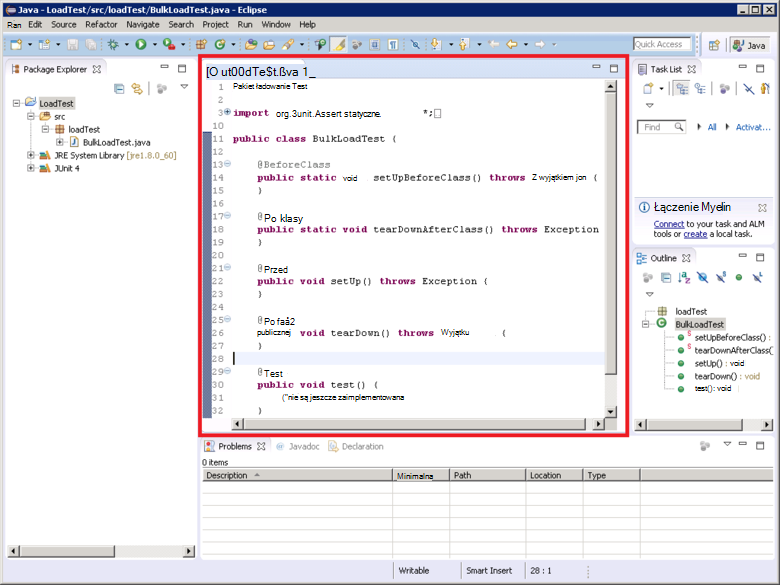 Java - LoadTest/src/loadTest/BulkLoadTest.java - Eclipse
Ran Edit Source Refactor Navigate Search Project Run Window Help
Quick Access
Java
Package Explorer
LoadTest
src
loadTest
BulkLoadTest.java
JRE System Library [jre1.8.0_60]
JUnit 4
[O ut00dTe$t.ßva 1_
1 Pakiet ładowanie Test
2
3 import org.3unit.Assert statyczne. *;
10
11 public class BulkLoadTest {
12
13 @BeforeClass
14 public static void setUpBeforeClass() throws Z wyjątkiem jon {
15 }
16
17 @Po klasy
18 public static void tearDownAfterClass() throws Exception
19 }
20
21 @Przed
22 public void setUp() throws Exception {
23 }
24
25 @Po faâ2
26 publicznej void tearDown() throws Wyjątku {
27 }
28
29 @Test
30 public void test() {
31 ("nie są jeszcze zaimplementowana
32 }
Task List
Find
All
Activat...
Łączenie Myelin
Connect to your task and ALM
tools or create a local task.
Outline
loadTest
BulkLoadTest
setUpBeforeClass() :
tearDownAfterClass(
setUp() : void
tearDown() : void
test(): void
Problems Javadoc Declaration
0 items
Description Minimalna Path Location Type
Writable Smart Insert 28 : 1